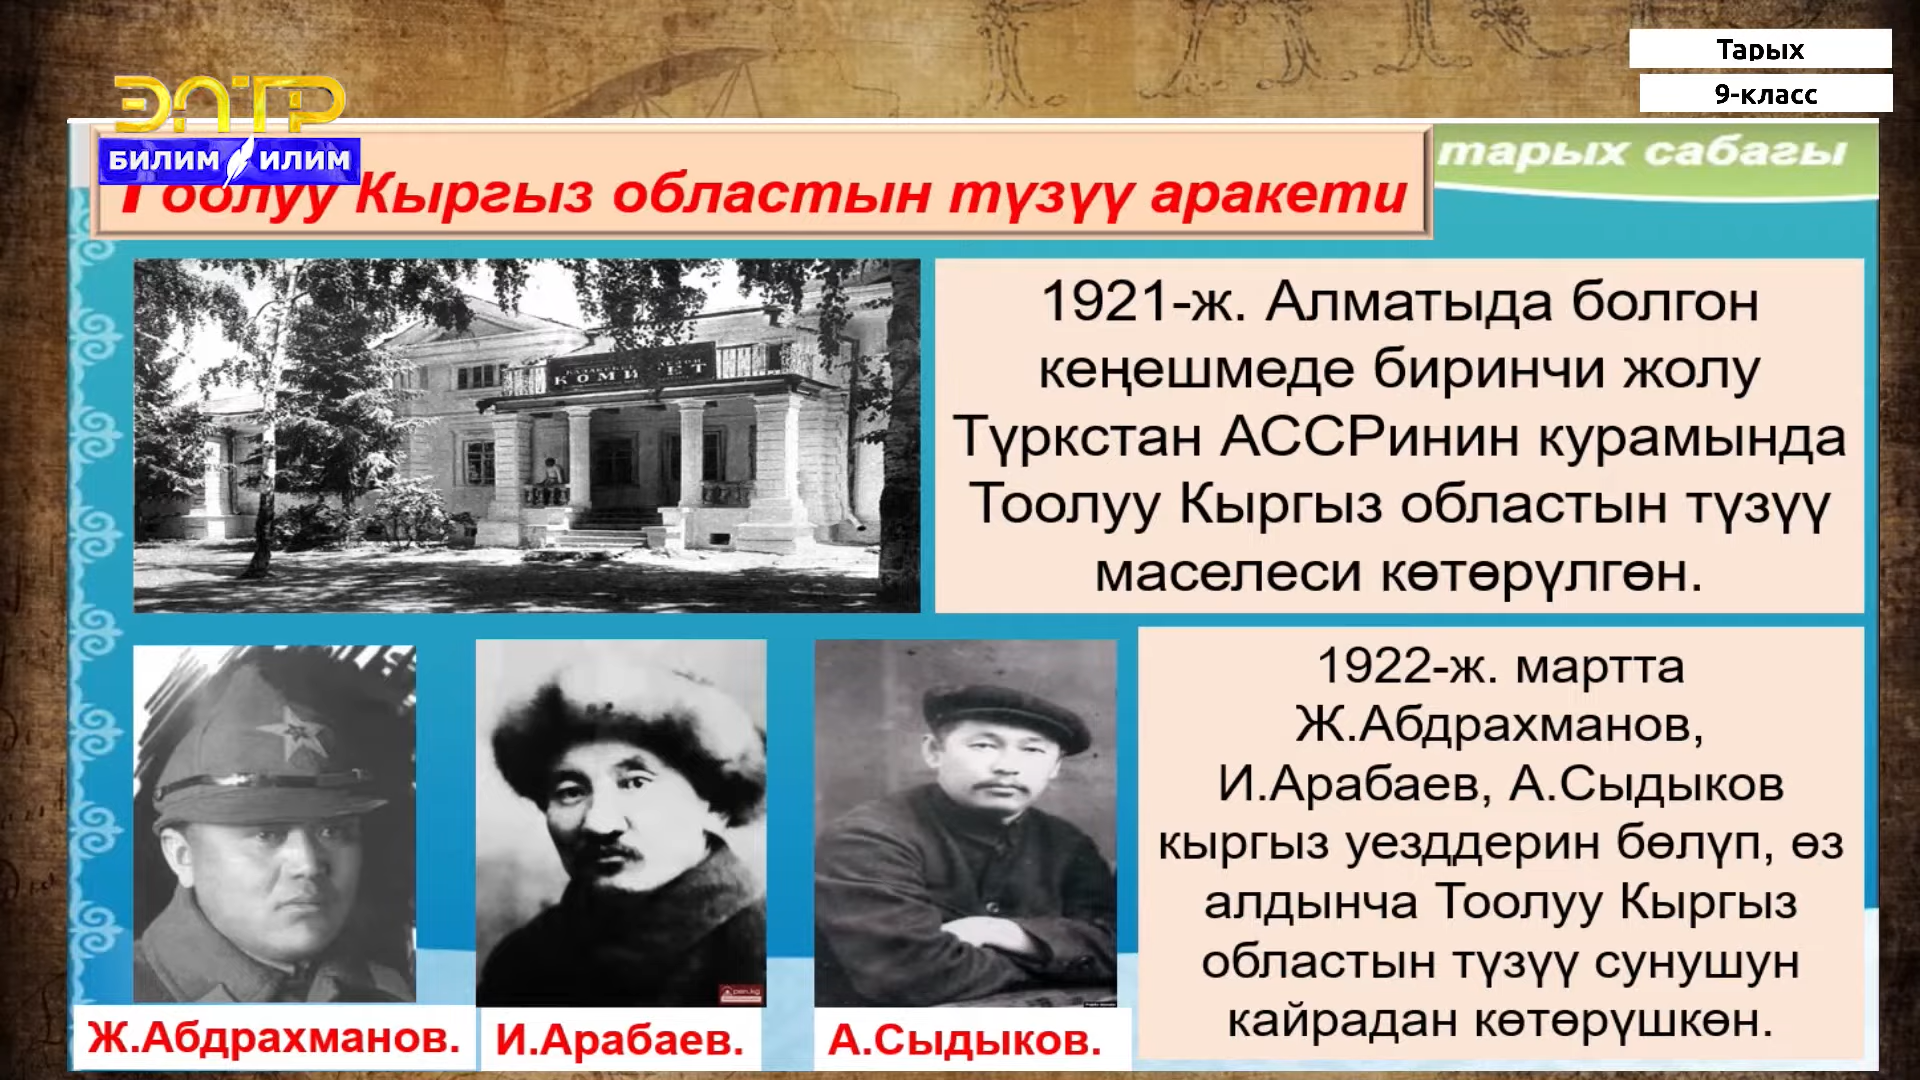 Тарых
9-класс
ЭЛТР
БИЛИМ ИЛИМ
тарых сабагы
Тоолуу Кыргыз областын түзүү аракети
КОМИТЕТ
1921-ж. Алматыда болгон
кеңешмеде биринчи жолу
Түркстан АССРинин курамында
Тоолуу Кыргыз областын түзүү
маселеси көтөрүлгөн.
1922-ж. мартта
Ж.Абдрахманов,
И.Арабаев, А.Сыдыков
кыргыз уезддерин бөлүп, өз
алдынча Тоолуу Кыргыз
областын түзүү сунушун
кайрадан көтөрүшкөн.
Ж.Абдрахманов.
И.Арабаев.
А.Сыдыков.